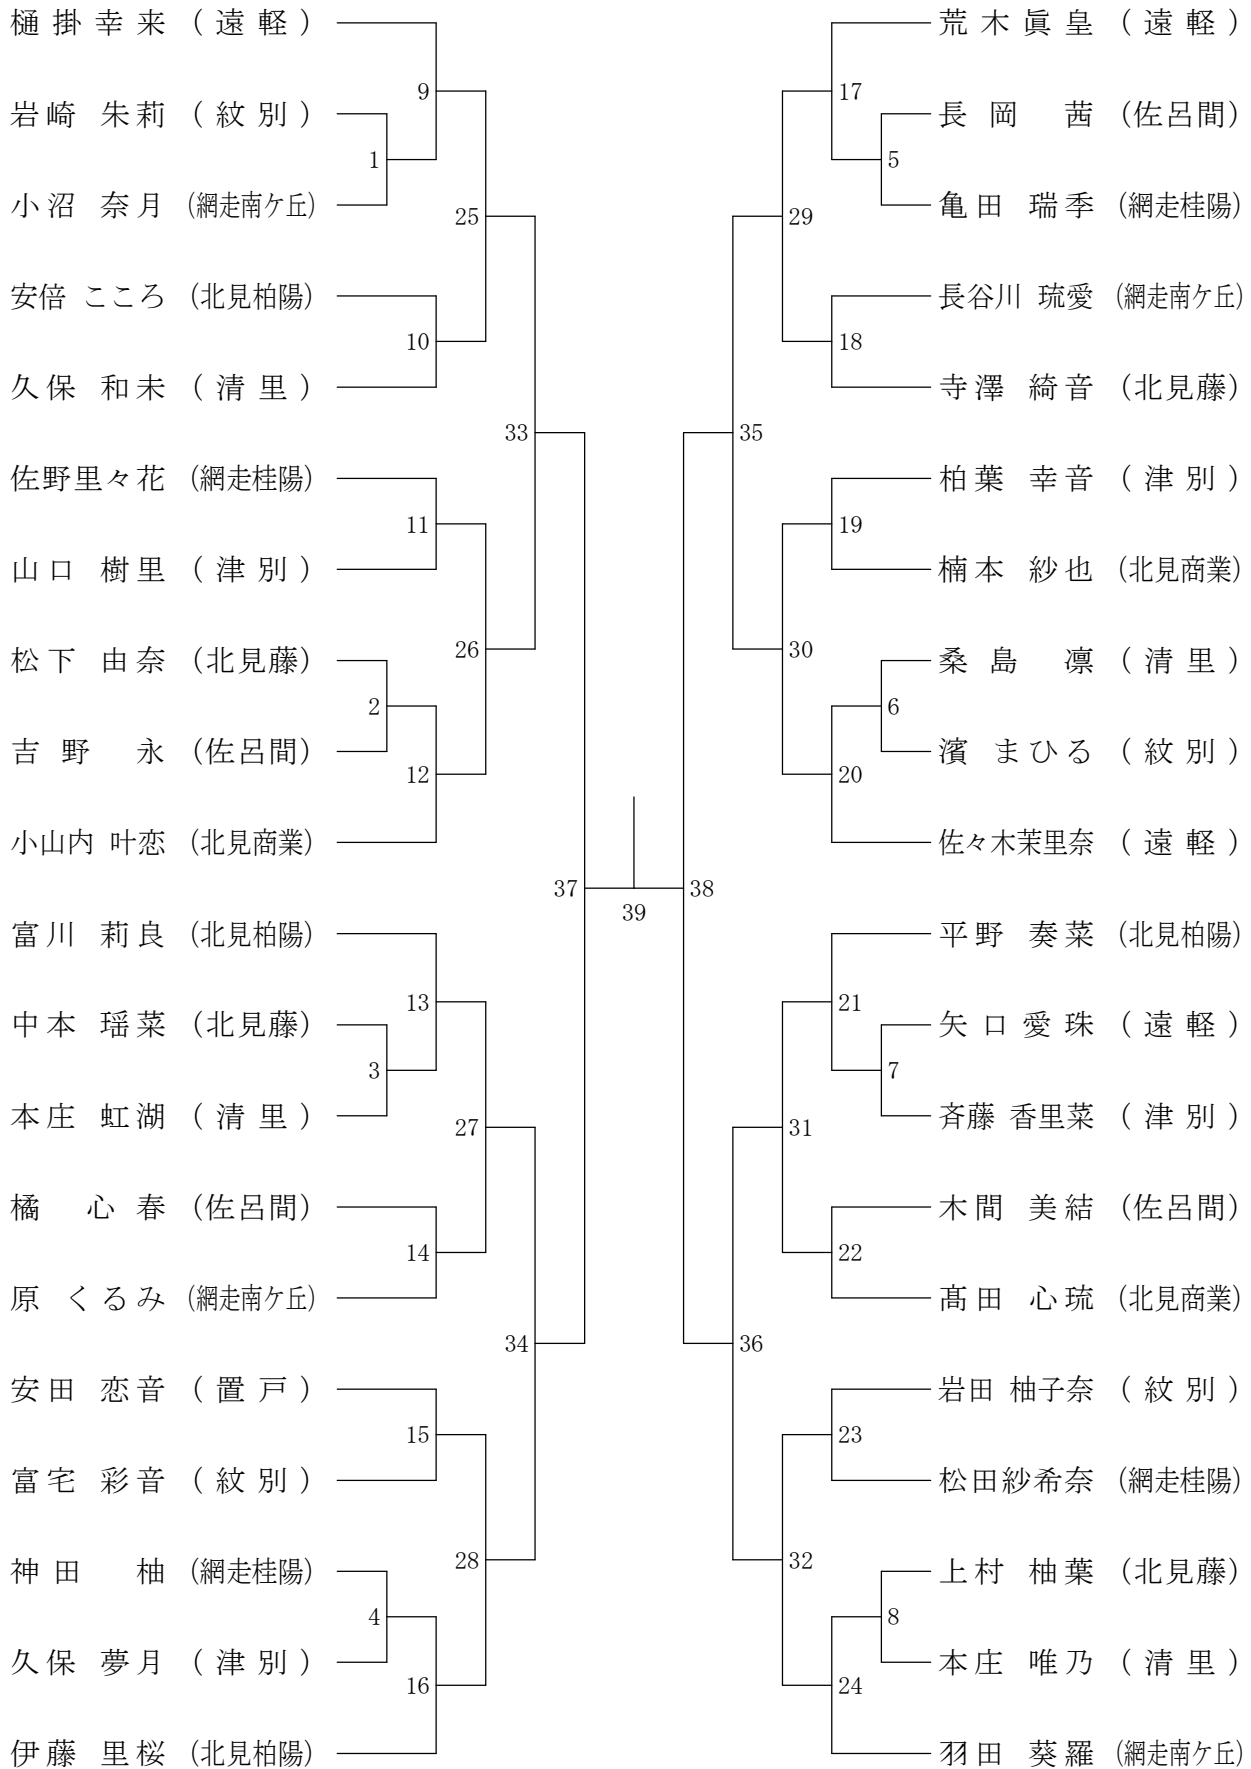 樋掛幸来 (遠軽)
岩崎 朱莉 (紋別)
小沼 奈月 (網走南ケ丘)
安倍 こころ (北見柏陽)
久保 和未 (清里)
佐野里々花 (網走桂陽)
山口 樹里 (津別)
松下 由奈 (北見藤)
吉野 永 (佐呂間)
小山内 叶恋 (北見商業)
富川 莉良 (北見柏陽)
中本 瑶菜 (北見藤)
本庄 虹湖 (清里)
橘 心春 (佐呂間)
原 くるみ (網走南ケ丘)
安田 恋音 (置戸)
富宅 彩音 (紋別)
神田 柚 (網走桂陽)
久保 夢月 (津別)
伊藤 里桜 (北見柏陽)
1
2
3
4
9
10
11
12
13
14
15
16
25
26
27
28
33
34
37
39
38
35
36
29
30
31
32
17
18
19
20
21
22
23
24
5
6
7
8
荒木眞皇 (遠軽)
長岡 茜 (佐呂間)
亀田 瑞季 (網走桂陽)
長谷川 琉愛 (網走南ケ丘)
寺澤 綺音 (北見藤)
柏葉 幸音 (津別)
楠本 紗也 (北見商業)
桑島 凛 (清里)
濱 まひる (紋別)
佐々木茉里奈 (遠軽)
平野 奏菜 (北見柏陽)
矢口愛珠 (遠軽)
斉藤 香里菜 (津別)
木間 美結 (佐呂間)
髙田 心琉 (北見商業)
岩田 柚子奈 (紋別)
松田紗希奈 (網走桂陽)
上村 柚葉 (北見藤)
本庄 唯乃 (清里)
羽田 葵羅 (網走南ケ丘)